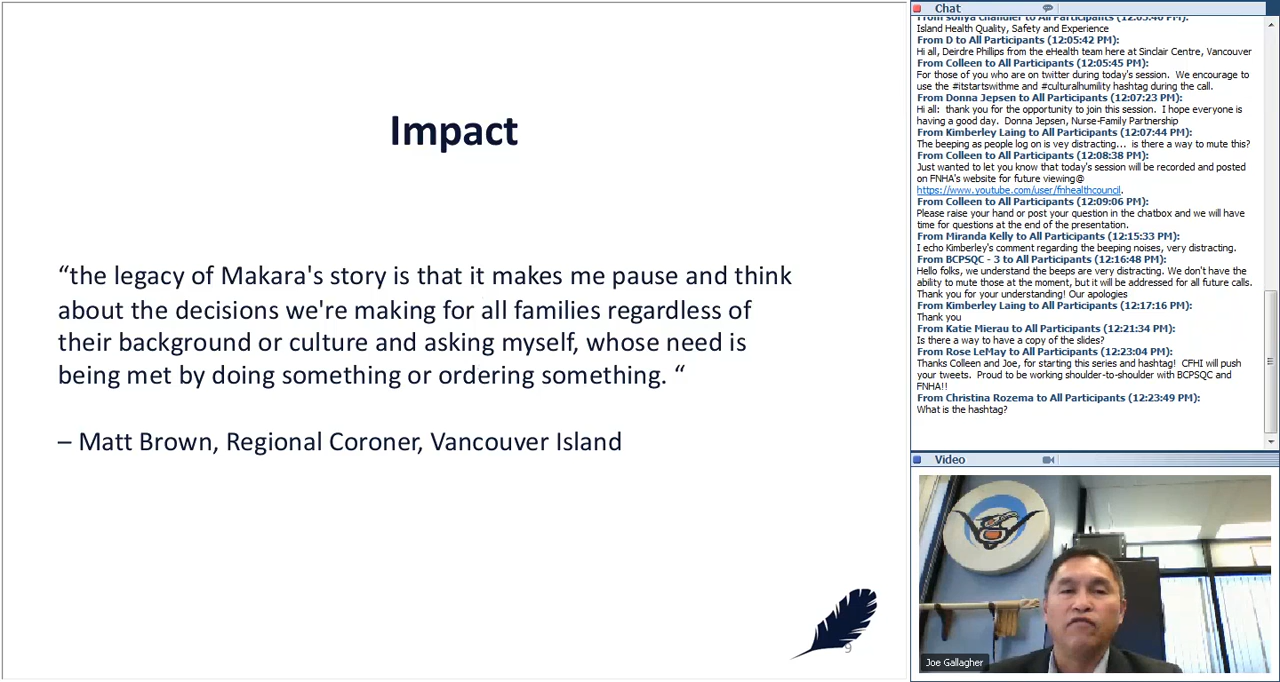 Impact
“the legacy of Makara's story is that it makes me pause and think
about the decisions we're making for all families regardless of
their background or culture and asking myself, whose need is
being met by doing something or ordering something. “
– Matt Brown, Regional Coroner, Vancouver Island
9
Chat
From Sonya Chandler to All Participants (12:05:40 PM):
Island Health Quality, Safety and Experience
From D to All Participants (12:05:42 PM):
Hi all, Deirdre Phillips from the eHealth team here at Sinclair Centre, Vancouver
From Colleen to All Participants (12:05:45 PM):
For those of you who are on twitter during today's session. We encourage to
use the #itstartswithme and #culturalhumility hashtag during the call.
From Donna Jepsen to All Participants (12:07:23 PM):
Hi all: thank you for the opportunity to join this session. I hope everyone is
having a good day. Donna Jepsen, Nurse-Family Partnership
From Kimberley Laing to All Participants (12:07:44 PM):
The beeping as people log on is vey distracting... is there a way to mute this?
From Colleen to All Participants (12:08:38 PM):
Just wanted to let you know that today's session will be recorded and posted
on FNHA's website for future viewing@
https://www.youtube.com/user/fnhealthcouncil.
From Colleen to All Participants (12:09:06 PM):
Please raise your hand or post your question in the chatbox and we will have
time for questions at the end of the presentation.
From Miranda Kelly to All Participants (12:15:33 PM):
I echo Kimberley's comment regarding the beeping noises, very distracting.
From BCPSQC - 3 to All Participants (12:16:48 PM):
Hello folks, we understand the beeps are very distracting. We don't have the
ability to mute those at the moment, but it will be addressed for all future calls.
Thank you for your understanding! Our apologies
From Kimberley Laing to All Participants (12:17:16 PM):
Thank you
From Katie Mierau to All Participants (12:21:34 PM):
Is there a way to have a copy of the slides?
From Rose LeMay to All Participants (12:23:04 PM):
Thanks Colleen and Joe, for starting this series and hashtag! CFHI will push
your tweets. Proud to be working shoulder-to-shoulder with BCPSQC and
FNHA!!
From Christina Rozema to All Participants (12:23:49 PM):
What is the hashtag?
Video
Joe Gallagher